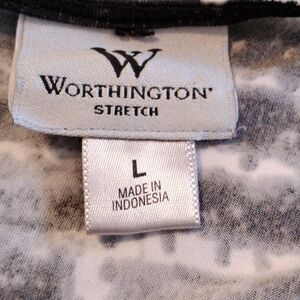 W
WORTHINGTON®
STRETCH
L
MADE IN
INDONESIA